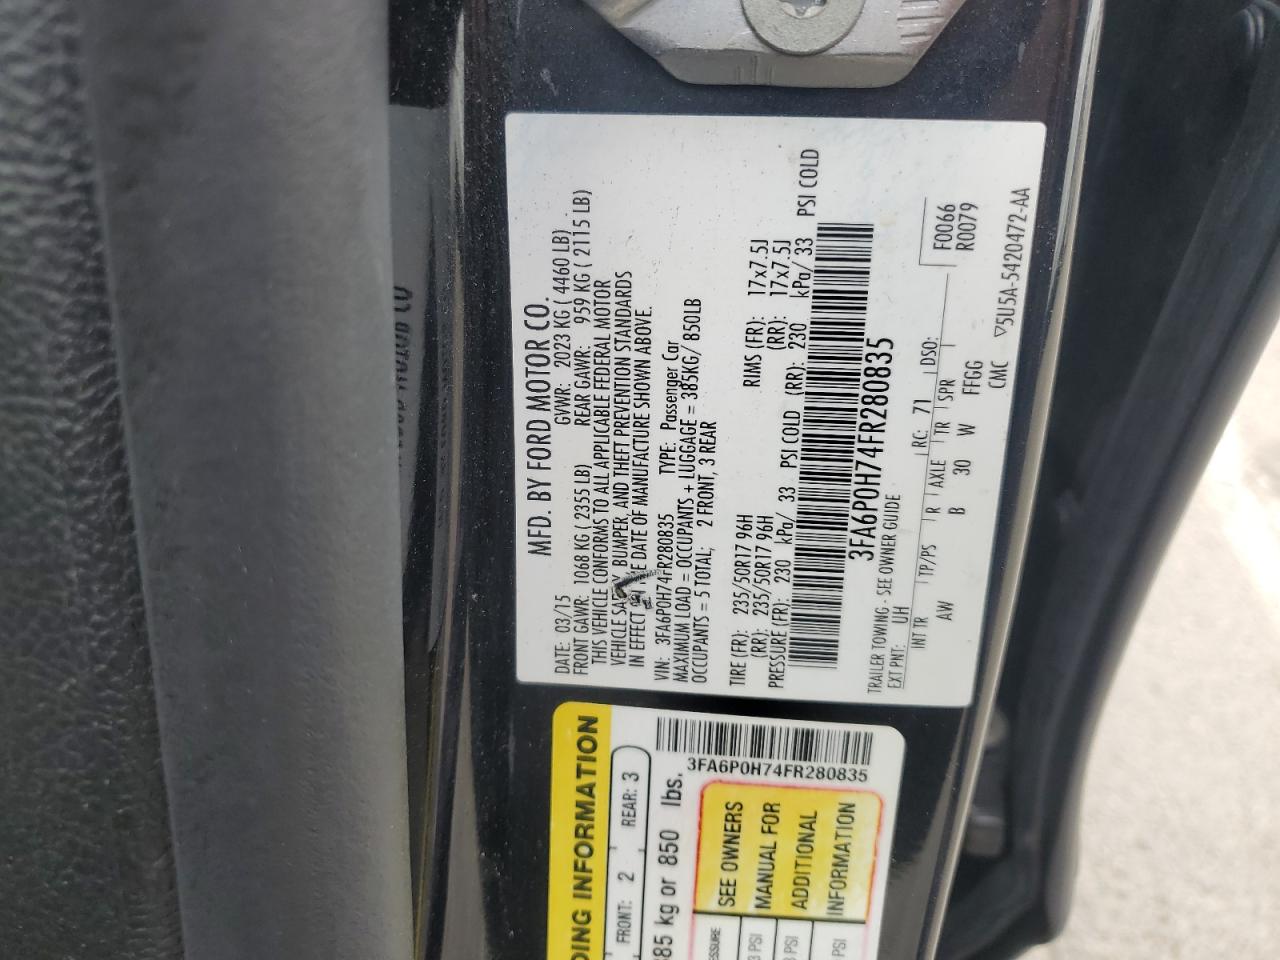 MFD. BY FORD MOTOR CO.
DATE: 03/15 GVWR: 2023 KG ( 4460 LB)
FRONT GAWR: 1068 KG ( 2355 LB) REAR GAWR: 959 KG ( 2115 LB)
THIS VEHICLE CONFORMS TO ALL APPLICABLE FEDERAL MOTOR
VEHICLE BUMPER, AND THEFT PREVENTION STANDARDS
IN EFFECT DATE OF MANUFACTURE SHOWN ABOVE.
VIN: 3FA6P0H74FR280835 TYPE: Passenger Car
MAXIMUM LOAD = OCCUPANTS + LUGGAGE = 385KG/ 850LB
OCCUPANTS = 5 TOTAL; 2 FRONT, 3 REAR
TIRE (FR): 235/50R17 96H RIMS (FR): 17x7.5J
(RR): 235/50R17 96H (RR): 17x7.5J
PRESSURE (FR): 230 kPa/ 33 PSI COLD (RR): 230 kPa/ 33 PSI COLD
3FA6P0H74FR280835
TRAILER TOWING - SEE OWNER GUIDE
EXT PNT: UH RC: 71 DSO: F0066
R0079
INT TR TP/PS R AXLE TR SPR
AW B 30 W FFGG
CMC ▽5U5A-5420472-AA
3FA6P0H74FR280835
DING INFORMATION
FRONT: 2 REAR: 3
385 kg or 850 lbs.
SEE OWNERS
MANUAL FOR
ADDITIONAL
INFORMATION
PSI
PSI
PSI